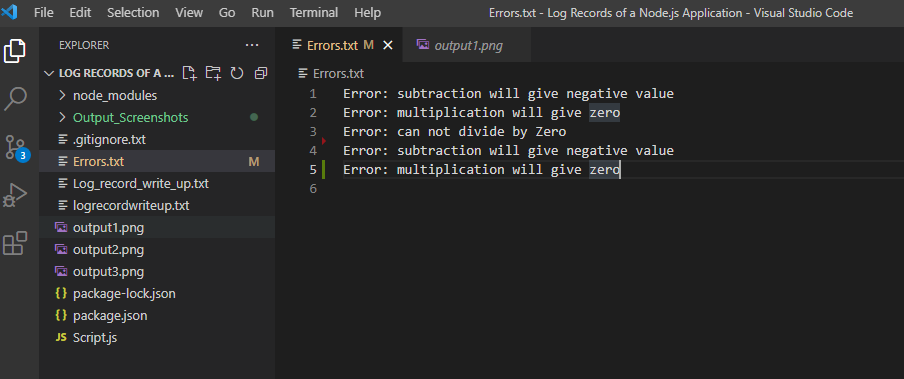 File Edit Selection View Go Run Terminal Help Errors.txt - Log Records of a Node.js Application - Visual Studio Code
EXPLORER
LOG RECORDS OF A ...
node_modules
Output_Screenshots
.gitignore.txt
Errors.txt M
Log_record_write_up.txt
logrecordwriteup.txt
output1.png
output2.png
output3.png
{} package-lock.json
{} package.json
JS Script.js
3
Errors.txt M output1.png
Errors.txt
1 Error: subtraction will give negative value
2 Error: multiplication will give zero
3 Error: can not divide by Zero
4 Error: subtraction will give negative value
5 Error: multiplication will give zero
6